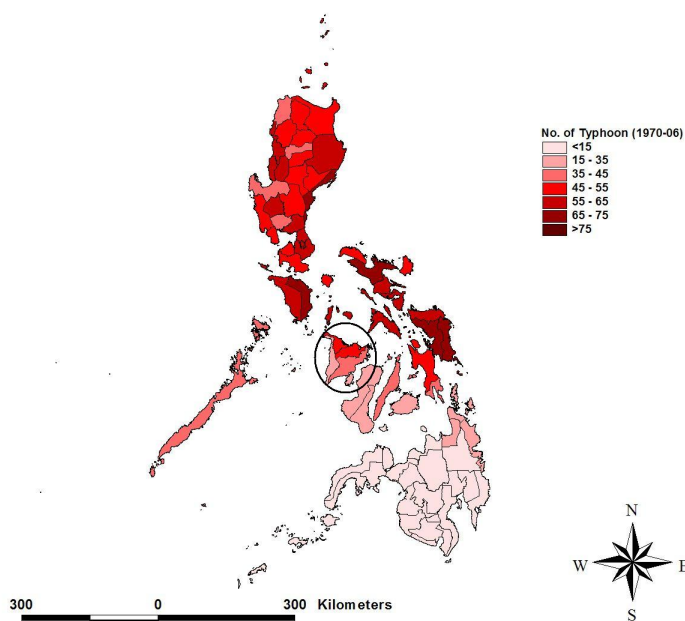 No. of Typhoon (1970-06)
<15
15 - 35
35 - 45
45 - 55
55 - 65
65 - 75
>75
N
W E
S
300 0 300 Kilometers